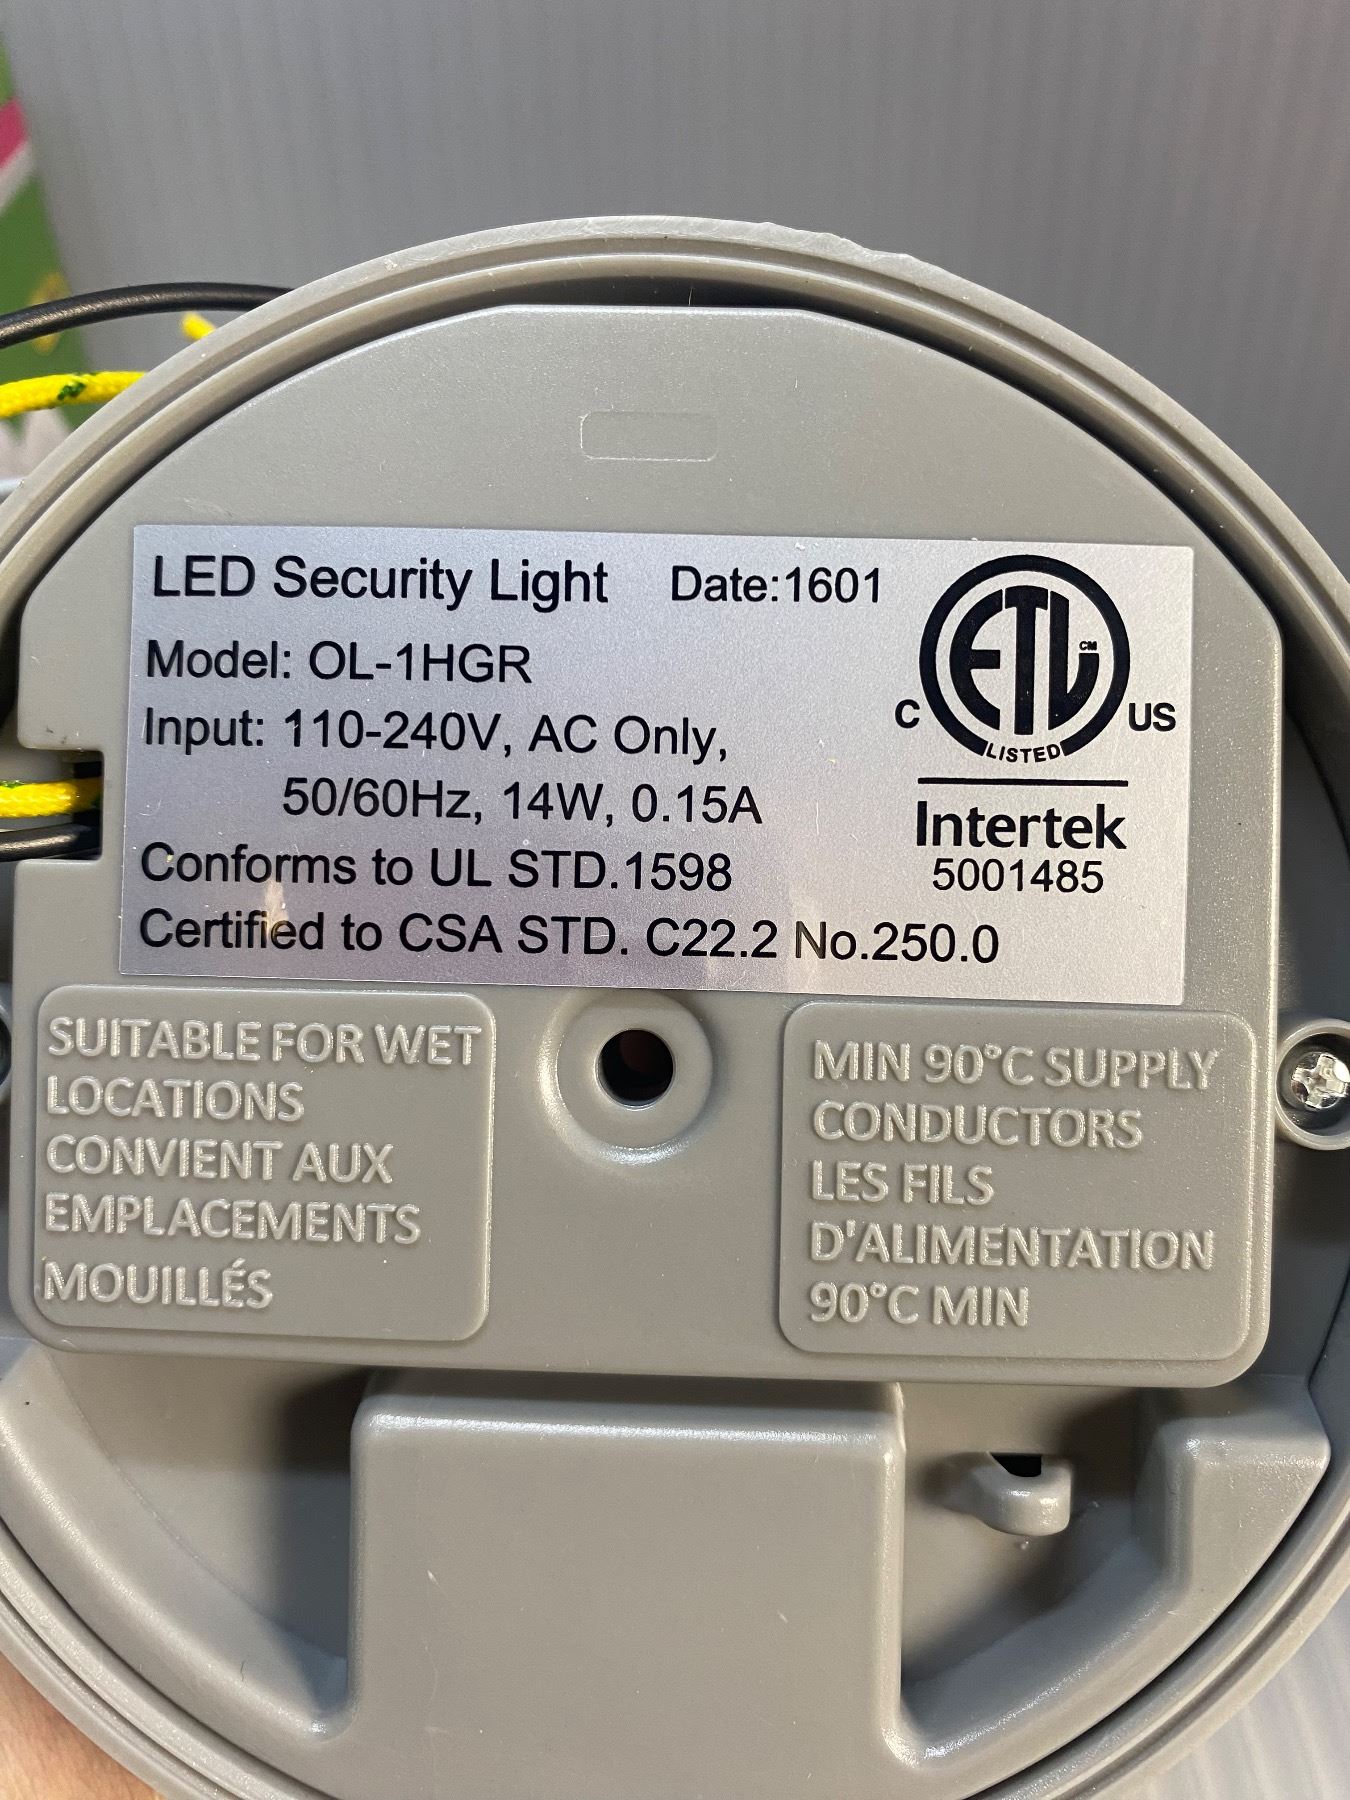 LED Security Light Date:1601
Model: OL-1HGR
Input: 110-240V, AC Only,
50/60Hz, 14W, 0.15A
Conforms to UL STD.1598
Certified to CSA STD. C22.2 No.250.0
ETL CM
C US
LISTED
Intertek
5001485
SUITABLE FOR WET
LOCATIONS
CONVIENT AUX
EMPLACEMENTS
MOUILLÉS
MIN 90°C SUPPLY
CONDUCTORS
LES FILS
D'ALIMENTATION
90°C MIN